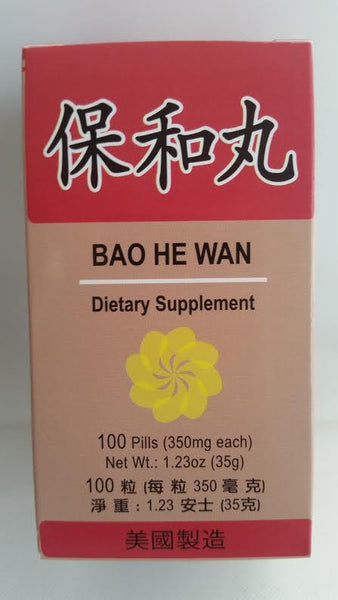 保和丸
BAO HE WAN
Dietary Supplement
100 Pills (350mg each)
Net Wt.: 1.23oz (35g)
100 粒 (每 粒 350 毫 克)
淨 重 : 1.23 安士 (35克)
美國製造